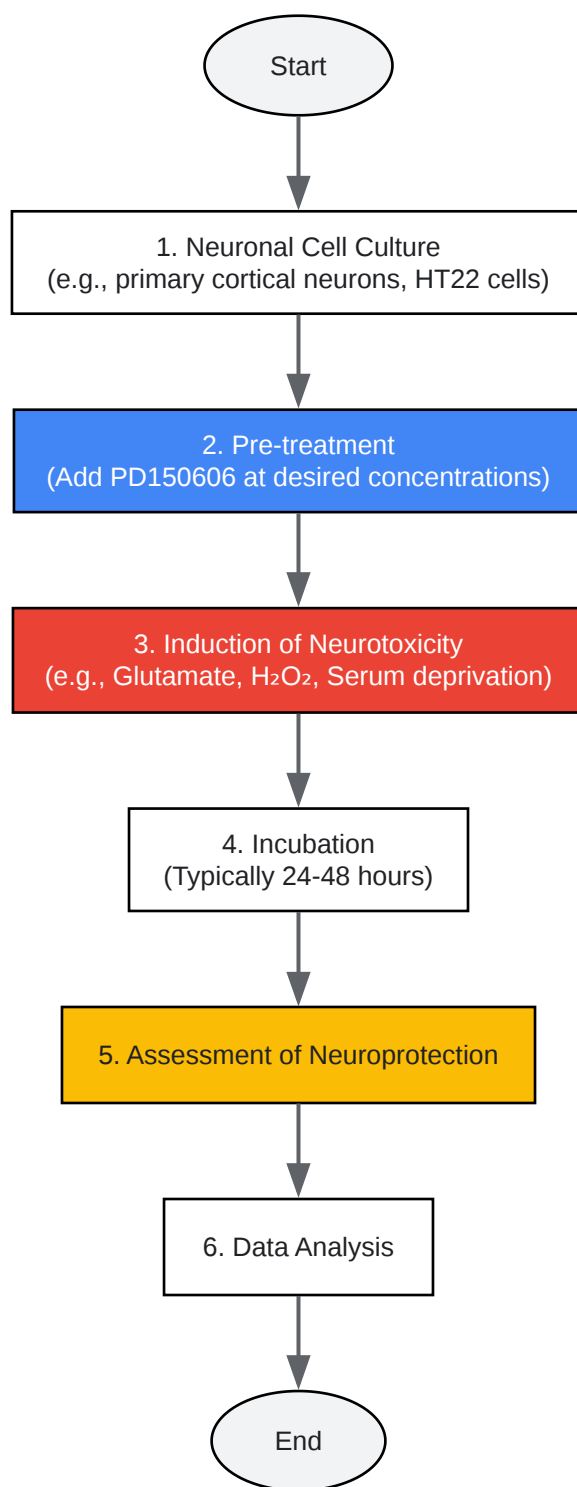 Start
1. Neuronal Cell Culture
(e.g., primary cortical neurons, HT22 cells)
2. Pre-treatment
(Add PD150606 at desired concentrations)
3. Induction of Neurotoxicity
(e.g., Glutamate, H₂O₂, Serum deprivation)
4. Incubation
(Typically 24-48 hours)
5. Assessment of Neuroprotection
6. Data Analysis
End